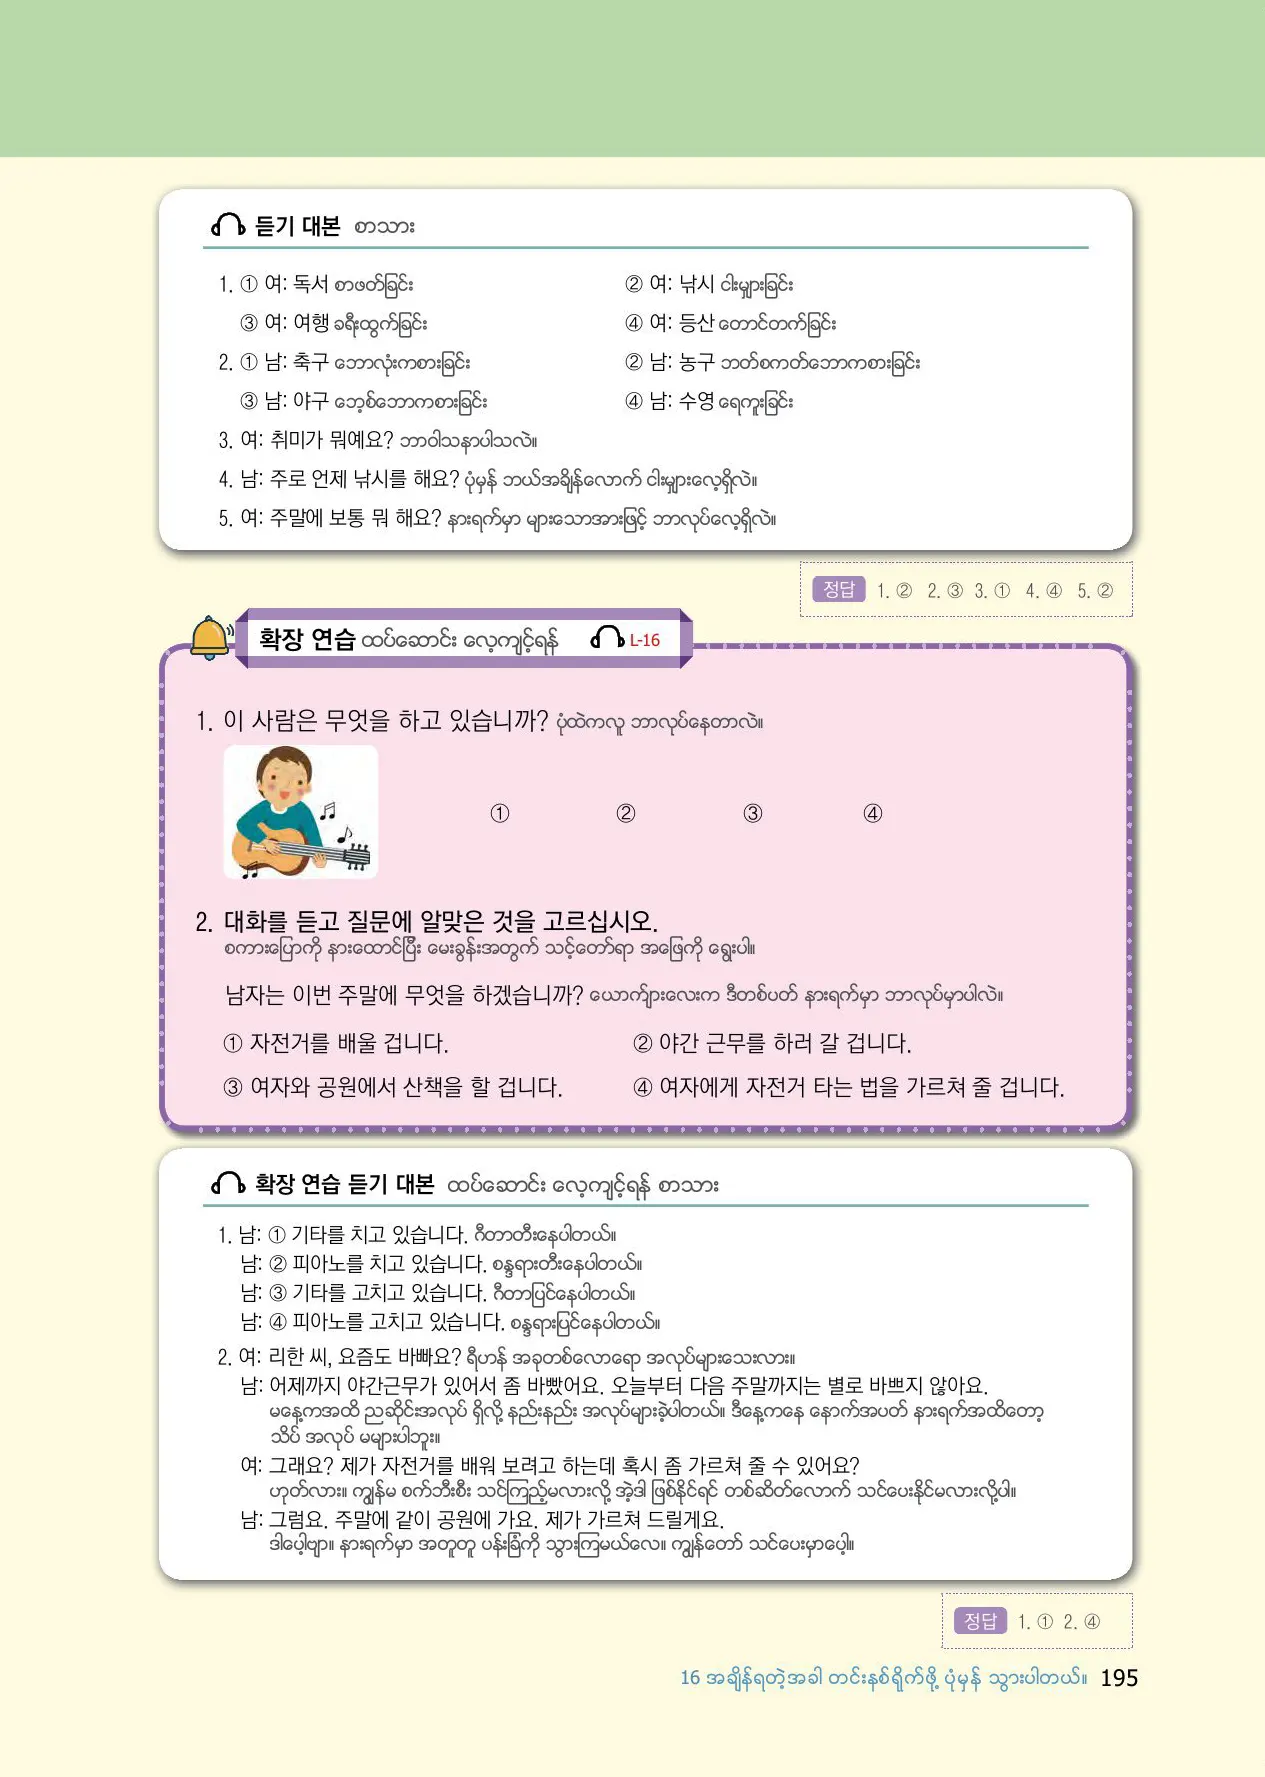 듣기 대본 စာသား
1. ① 여: 독서 စာဖတ်ခြင်း ② 여: 낚시 ငါးမျှားခြင်း
③ 여: 여행 ခရီးထွက်ခြင်း ④ 여: 등산 တောင်တက်ခြင်း
2. ① 남: 축구 ဘောလုံးကစားခြင်း ② 남: 농구 ဘတ်စကတ်ဘောကစားခြင်း
③ 남: 야구 ဘေ့စ်ဘောကစားခြင်း ④ 남: 수영 ရေကူးခြင်း
3. 여: 취미가 뭐예요? ဘာဝါသနာပါသလဲ။
4. 남: 주로 언제 낚시를 해요? ပုံမှန် ဘယ်အချိန်လောက် ငါးမျှားလေ့ရှိလဲ။
5. 여: 주말에 보통 뭐 해요? နားရက်မှာ များသောအားဖြင့် ဘာလုပ်လေ့ရှိလဲ။
정답 1. ② 2. ③ 3. ① 4. ④ 5. ②
확장 연습 ထပ်ဆောင်း လေ့ကျင့်ရန် L-16
1. 이 사람은 무엇을 하고 있습니까? ပုံထဲကလူ ဘာလုပ်နေတာလဲ။
① ② ③ ④
2. 대화를 듣고 질문에 알맞은 것을 고르십시오.
စကားပြောကို နားထောင်ပြီး မေးခွန်းအတွက် သင့်တော်ရာ အဖြေကို ရွေးပါ။
남자는 이번 주말에 무엇을 하겠습니까? ယောက်ျားလေးက ဒီတစ်ပတ် နားရက်မှာ ဘာလုပ်မှာပါလဲ။
① 자전거를 배울 겁니다. ② 야간 근무를 하러 갈 겁니다.
③ 여자와 공원에서 산책을 할 겁니다. ④ 여자에게 자전거 타는 법을 가르쳐 줄 겁니다.
확장 연습 듣기 대본 ထပ်ဆောင်း လေ့ကျင့်ရန် စာသား
1. 남: ① 기타를 치고 있습니다. ဂီတာတီးနေပါတယ်။
남: ② 피아노를 치고 있습니다. စန္ဒရားတီးနေပါတယ်။
남: ③ 기타를 고치고 있습니다. ဂီတာပြင်နေပါတယ်။
남: ④ 피아노를 고치고 있습니다. စန္ဒရားပြင်နေပါတယ်။
2. 여: 리한 씨, 요즘도 바빠요? ရီဟန် အခုတစ်လောရော အလုပ်များသေးလား။
남: 어제까지 야간근무가 있어서 좀 바빴어요. 오늘부터 다음 주말까지는 별로 바쁘지 않아요.
မနေ့ကအထိ ညဆိုင်းအလုပ် ရှိလို့ နည်းနည်း အလုပ်များခဲ့ပါတယ်။ ဒီနေ့ကနေ နောက်အပတ် နားရက်အထိတော့
သိပ် အလုပ် မများပါဘူး။
여: 그래요? 제가 자전거를 배워 보려고 하는데 혹시 좀 가르쳐 줄 수 있어요?
ဟုတ်လား။ ကျွန်မ စက်ဘီးစီး သင်ကြည့်မလားလို့ အဲ့ဒါ ဖြစ်နိုင်ရင် တစ်ဆိတ်လောက် သင်ပေးနိုင်မလားလို့ပါ။
남: 그럼요. 주말에 같이 공원에 가요. 제가 가르쳐 드릴게요.
ဒါပေါ့ဗျာ။ နားရက်မှာ အတူတူ ပန်းခြံကို သွားကြမယ်လေ။ ကျွန်တော် သင်ပေးမှာပေါ့။
정답 1. ① 2. ④
16 အချိန်ရတဲ့အခါ တင်းနစ်ရိုက်ဖို့ ပုံမှန် သွားပါတယ်။ 195